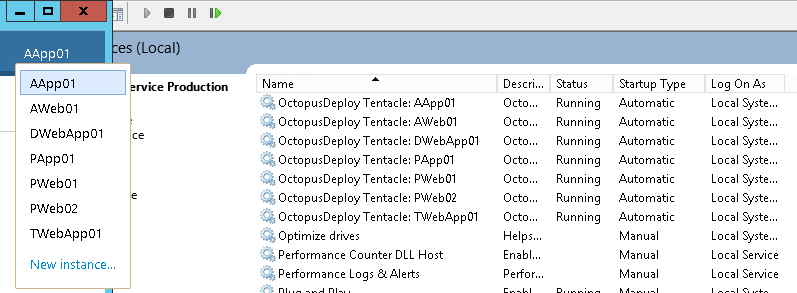 AApp01
AApp01
AWeb01
DWebApp01
PApp01
PWeb01
PWeb02
TWebApp01
New instance...
ces (Local)
ervice Production
ice
e
Name Descri... Status Startup Type Log On As
OctopusDeploy Tentacle: AApp01 Octo... Running Automatic Local Syste...
OctopusDeploy Tentacle: AWeb01 Octo... Running Automatic Local Syste...
OctopusDeploy Tentacle: DWebApp01 Octo... Running Automatic Local Syste...
OctopusDeploy Tentacle: PApp01 Octo... Running Automatic Local Syste...
OctopusDeploy Tentacle: PWeb01 Octo... Running Automatic Local Syste...
OctopusDeploy Tentacle: PWeb02 Octo... Running Automatic Local Syste...
OctopusDeploy Tentacle: TWebApp01 Octo... Running Automatic Local Syste...
Optimize drives Helps... Manual Local Syste...
Performance Counter DLL Host Enabl... Manual Local Service
Performance Logs & Alerts Perfor... Manual Local Service
Plug and Play Enabl... Running Manual Local Syste...